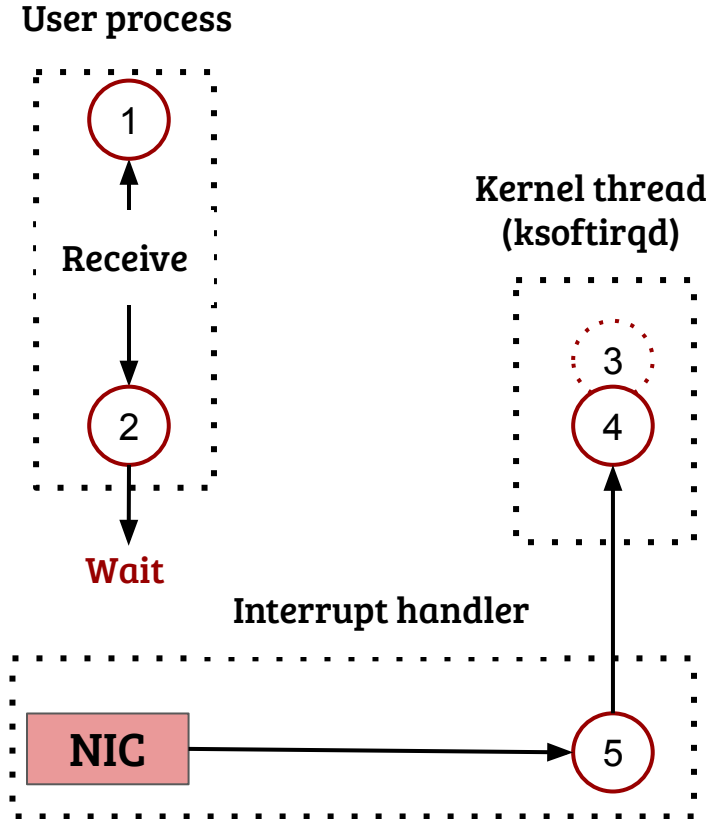 User process
1
Kernel thread
(ksoftirqd)
Receive
3
2
4
Wait
Interrupt handler
NIC
5